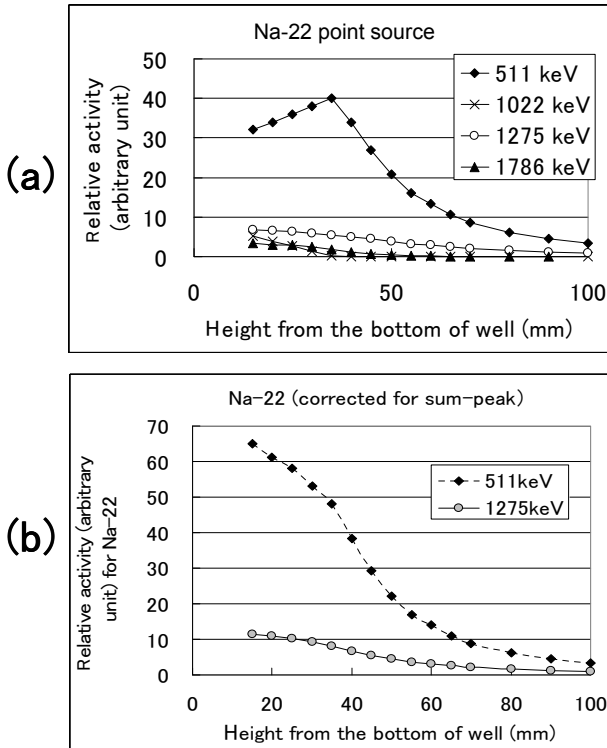 (a)
Na-22 point source
Relative activity
(arbitrary unit)
50
40
30
20
10
0
511 keV
1022 keV
1275 keV
1786 keV
0 50 100
Height from the bottom of well (mm)
(b)
Na-22 (corrected for sum-peak)
Relative activity (arbitrary
unit) for Na-22
70
60
50
40
30
20
10
0
511keV
1275keV
0 20 40 60 80 100
Height from the bottom of well (mm)